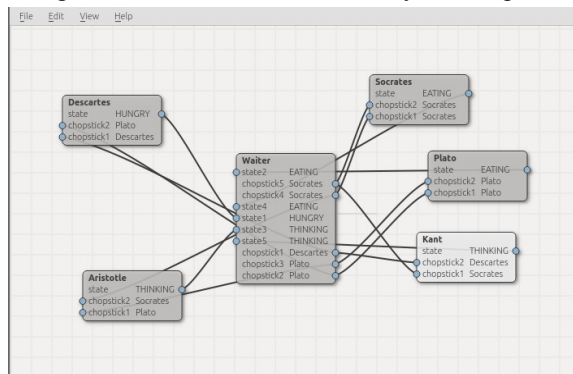 File Edit View Help
Socrates
state EATING
chopstick2 Socrates
chopstick1 Socrates
Descartes
state HUNGRY
chopstick2 Plato
chopstick1 Descartes
Waiter
state2 EATING
chopstick5 Socrates
chopstick4 Socrates
state4 EATING
state1 HUNGRY
state3 THINKING
state5 THINKING
chopstick1 Descartes
chopstick3 Plato
chopstick2 Plato
Plato
state EATING
chopstick2 Plato
chopstick1 Plato
Kant
state THINKING
chopstick2 Descartes
chopstick1 Socrates
Aristotle
state THINKING
chopstick2 Socrates
chopstick1 Plato